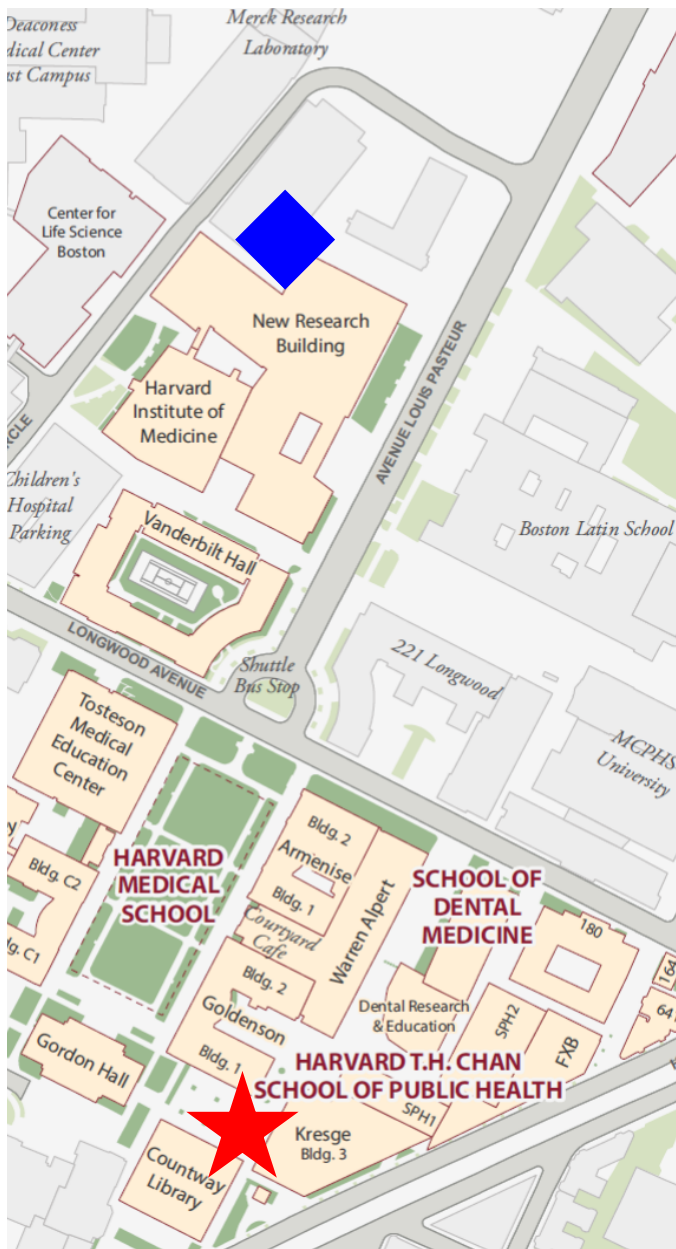 Deaconess
Medical Center
Campus
Merck Research
Laboratory
Center for
Life Science
Boston
New Research
Building
Harvard
Institute of
Medicine
AVENUE LOUIS PASTEUR
Children's
Hospital
Parking
Vanderbilt Hall
Boston Latin School
LONGWOOD AVENUE
Shuttle
Bus Stop
221 Longwood
MCPHS
University
Tosteson
Medical
Education
Center
Bldg. 2
Armenise
Bldg. 1
Warren Alpert
HARVARD
MEDICAL
SCHOOL
SCHOOL OF
DENTAL
MEDICINE
Bldg. C2
Bldg. C1
Courtyard
Cafe
180
164
641
Bldg. 2
Goldenson
Bldg. 1
Dental Research
& Education
SPH2
FXB
Gordon Hall
HARVARD T.H. CHAN
SCHOOL OF PUBLIC HEALTH
SPH1
Kresge
Bldg. 3
Countway
Library